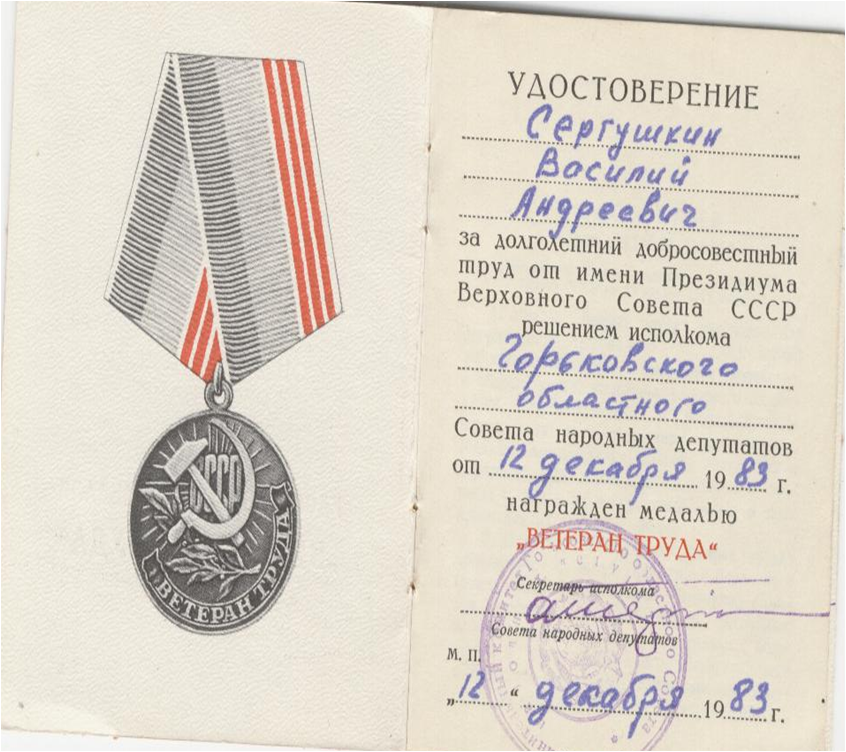 СССР
ВЕТЕРАН ТРУДА
УДОСТОВЕРЕНИЕ
Сергушкин
Василий
Андреевич
за долголетний добросовестный
труд от имени Президиума
Верховного Совета СССР
решением исполкома
Горьковского
областного
Совета народных депутатов
от 12 декабря 1983 г.
награжден медалью
„ВЕТЕРАН ТРУДА“
Секретарь исполкома
Совета народных депутатов
М. П.
„12“ декабря 1983 г.